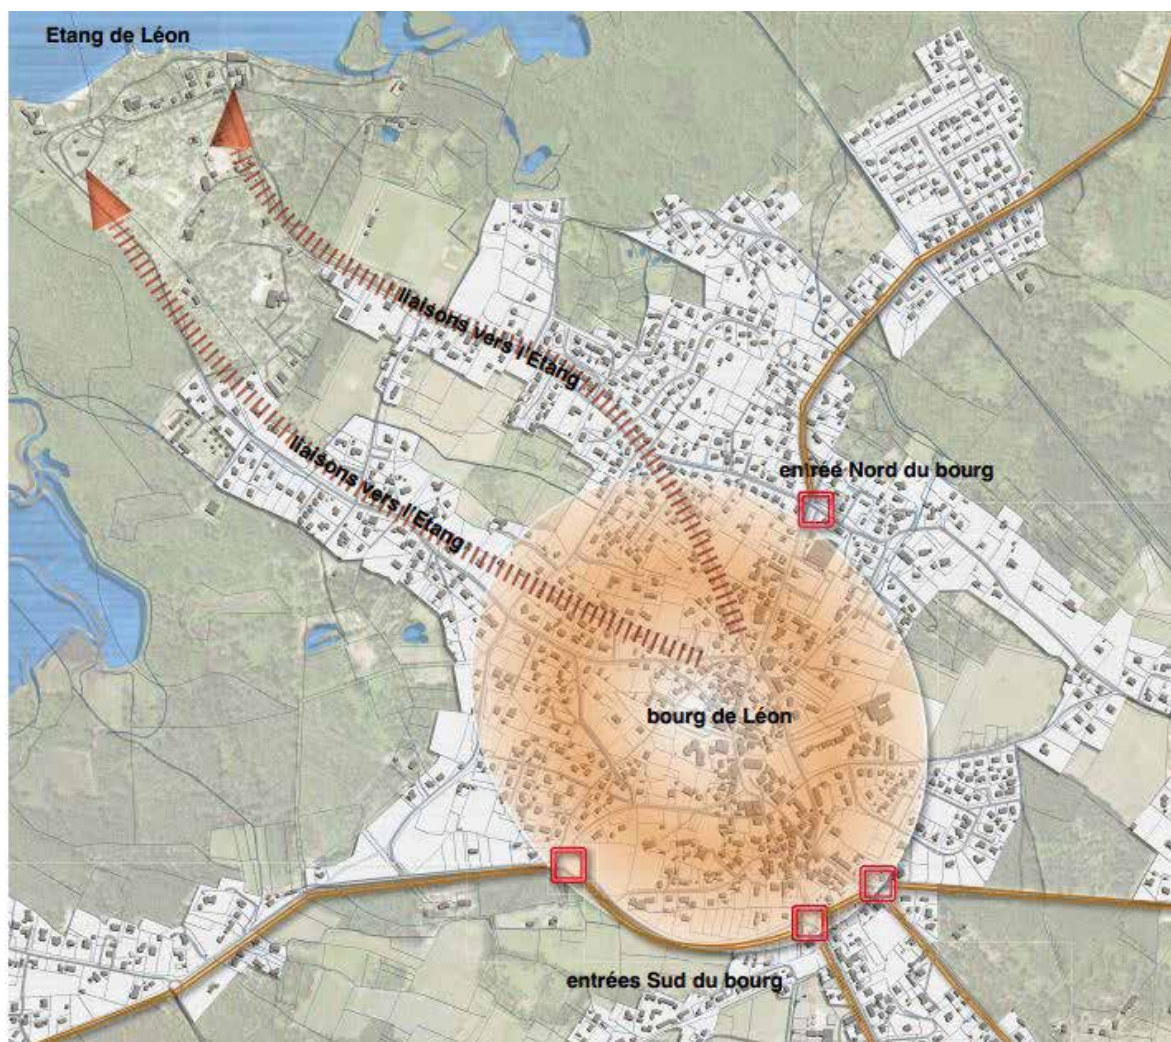 Etang de Léon
liaisons vers l'Etang
liaisons vers l'Etang
entrée Nord du bourg
bourg de Léon
entrées Sud du bourg